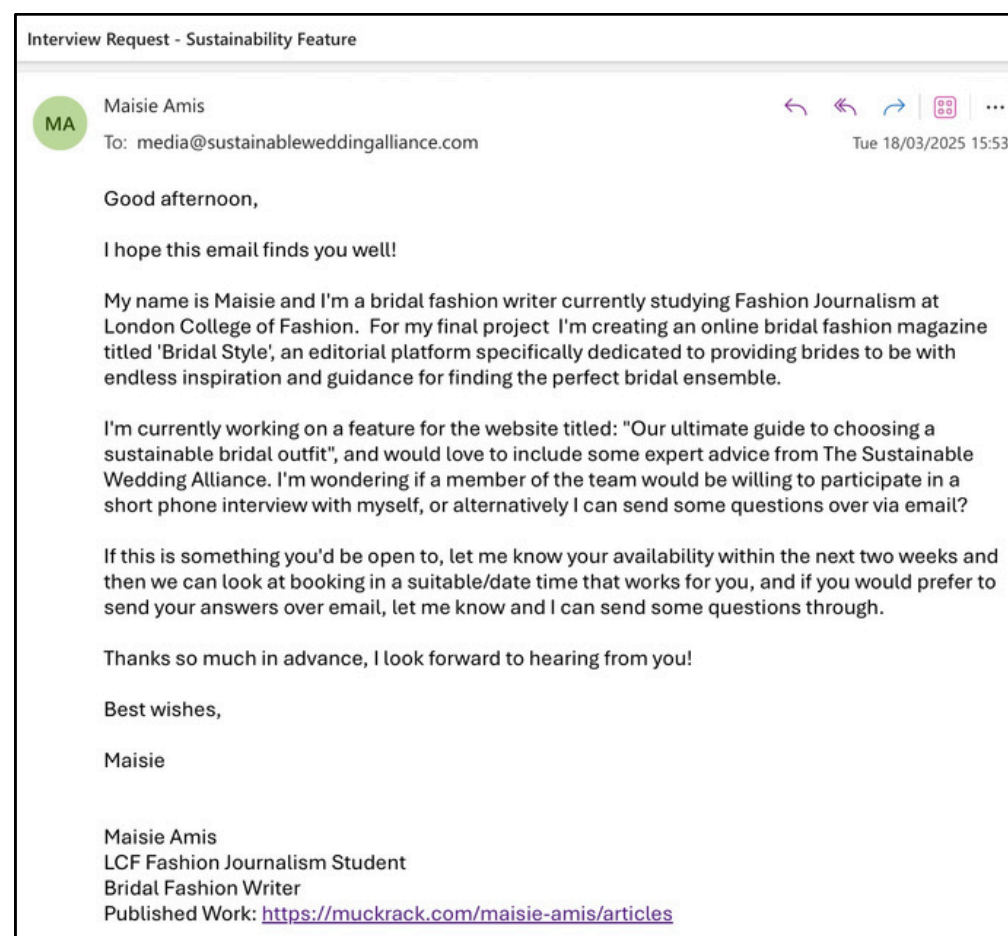 Interview Request - Sustainability Feature
MA
Maisie Amis
To: media@sustainableweddingalliance.com
Tue 18/03/2025 15:53
Good afternoon,
I hope this email finds you well!
My name is Maisie and I'm a bridal fashion writer currently studying Fashion Journalism at
London College of Fashion.  For my final project  I'm creating an online bridal fashion magazine
titled 'Bridal Style', an editorial platform specifically dedicated to providing brides to be with
endless inspiration and guidance for finding the perfect bridal ensemble.
I'm currently working on a feature for the website titled: "Our ultimate guide to choosing a
sustainable bridal outfit", and would love to include some expert advice from The Sustainable
Wedding Alliance. I'm wondering if a member of the team would be willing to participate in a
short phone interview with myself, or alternatively I can send some questions over via email?
If this is something you'd be open to, let me know your availability within the next two weeks and
then we can look at booking in a suitable/date time that works for you, and if you would prefer to
send your answers over email, let me know and I can send some questions through.
Thanks so much in advance, I look forward to hearing from you!
Best wishes,
Maisie
Maisie Amis
LCF Fashion Journalism Student
Bridal Fashion Writer
Published Work: https://muckrack.com/maisie-amis/articles